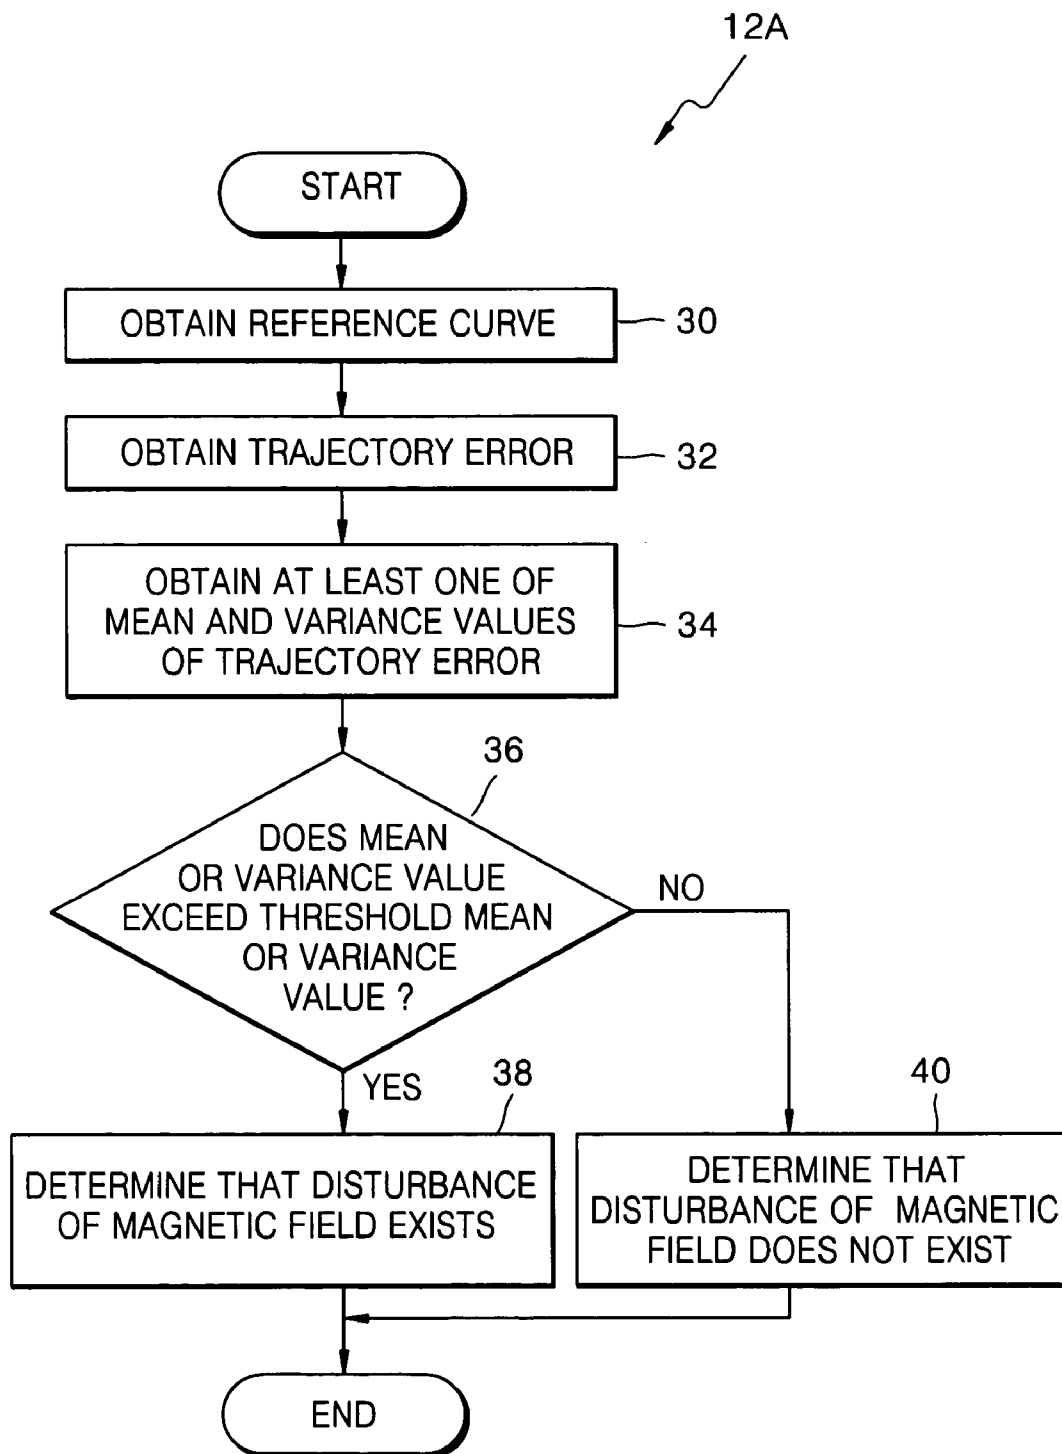 12A
START
OBTAIN REFERENCE CURVE
30
OBTAIN TRAJECTORY ERROR
32
OBTAIN AT LEAST ONE OF
MEAN AND VARIANCE VALUES
OF TRAJECTORY ERROR
34
36
DOES MEAN
OR VARIANCE VALUE
EXCEED THRESHOLD MEAN
OR VARIANCE
VALUE ?
NO
YES
38
DETERMINE THAT DISTURBANCE
OF MAGNETIC FIELD EXISTS
40
DETERMINE THAT
DISTURBANCE OF MAGNETIC
FIELD DOES NOT EXIST
END